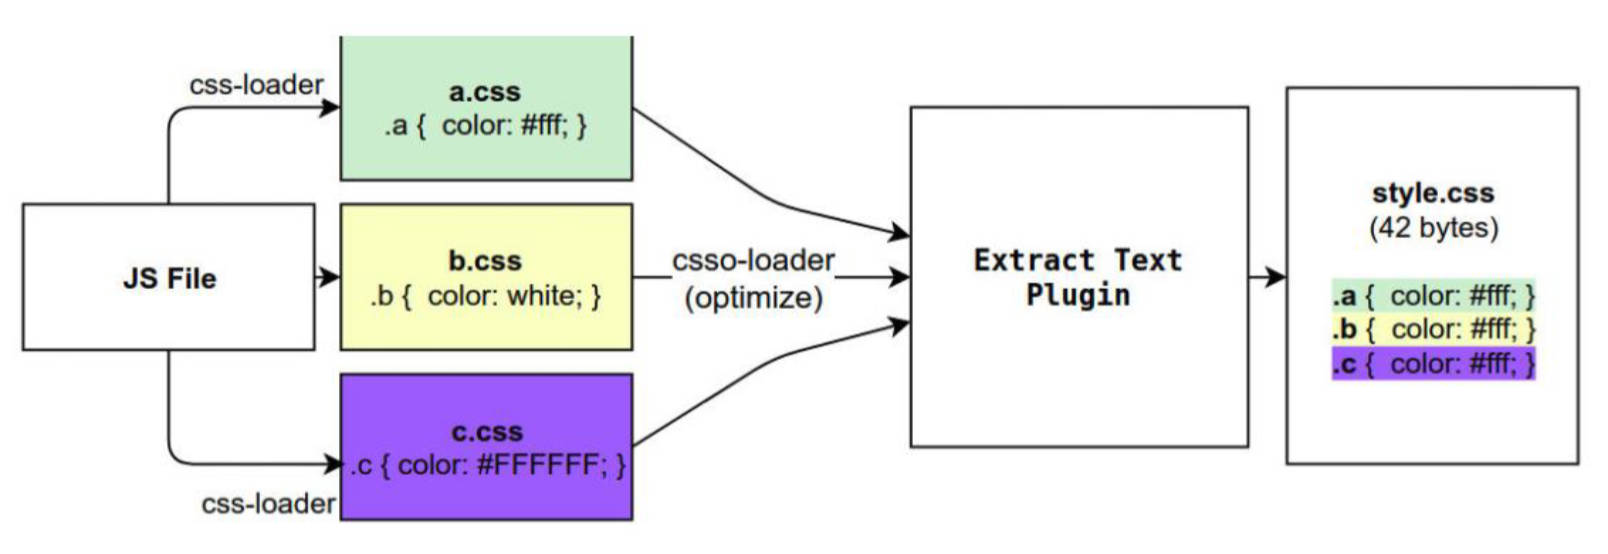 css-loader
a.css
.a { color: #fff; }
JS File
b.css
.b { color: white; }
csso-loader
(optimize)
c.css
.c { color: #FFFFFF; }
css-loader
Extract Text
Plugin
style.css
(42 bytes)
.a { color: #fff; }
.b { color: #fff; }
.c { color: #fff; }